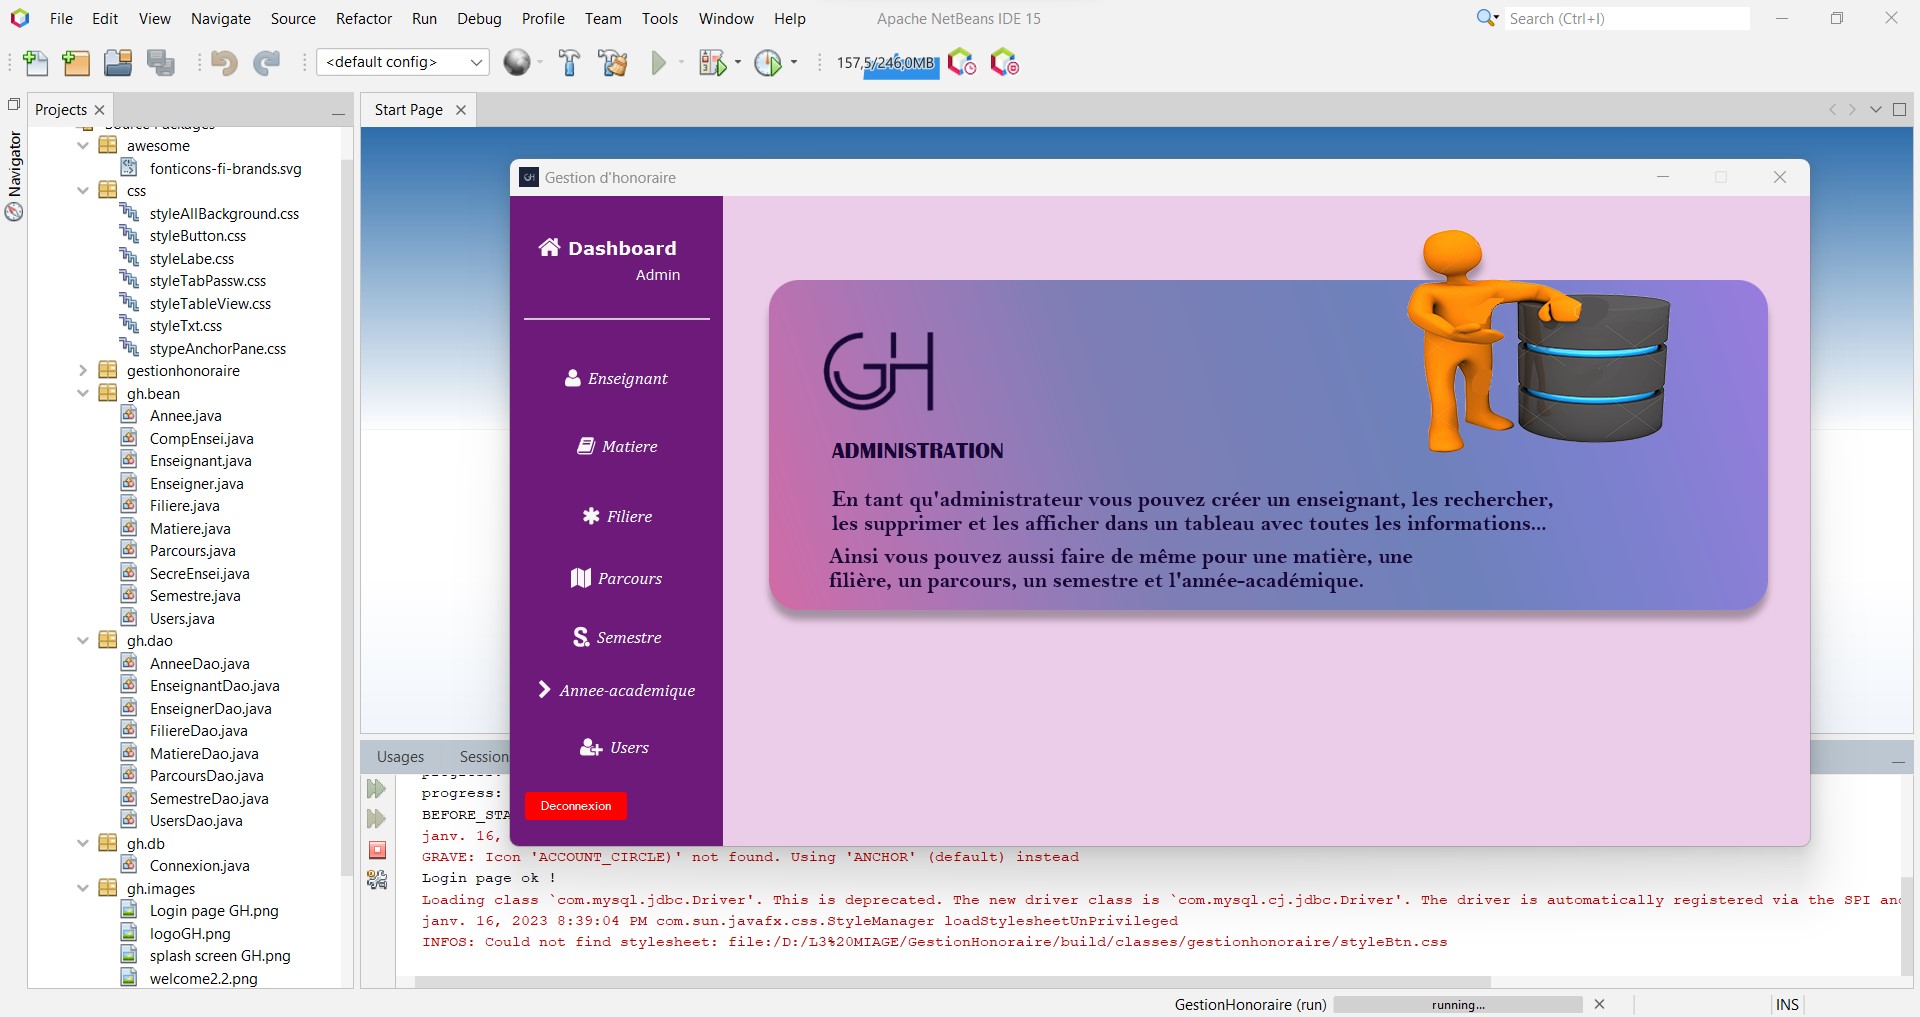 File Edit View Navigate Source Refactor Run Debug Profile Team Tools Window Help
Apache NetBeans IDE 15
Search (Ctrl+I)
<default config>
157,5/246,0MB
Navigator
Projects
Source Packages
awesome
fonticons-fi-brands.svg
css
styleAllBackground.css
styleButton.css
styleLabe.css
styleTabPassw.css
styleTableView.css
styleTxt.css
stypeAnchorPane.css
gestionhonoraire
gh.bean
Annee.java
CompEnsei.java
Enseignant.java
Enseigner.java
Filiere.java
Matiere.java
Parcours.java
SecreEnsei.java
Semestre.java
Users.java
gh.dao
AnneeDao.java
EnseignantDao.java
EnseignerDao.java
FiliereDao.java
MatiereDao.java
ParcoursDao.java
SemestreDao.java
UsersDao.java
gh.db
Connexion.java
gh.images
Login page GH.png
logoGH.png
splash screen GH.png
welcome2.2.png
Start Page
GH Gestion d'honoraire
Dashboard
Admin
Enseignant
Matiere
Filiere
Parcours
S. Semestre
Annee-academique
Users
Deconnexion
GH
ADMINISTRATION
En tant qu'administrateur vous pouvez créer un enseignant, les rechercher,
les supprimer et les afficher dans un tableau avec toutes les informations...
Ainsi vous pouvez aussi faire de même pour une matière, une
filière, un parcours, un semestre et l'année-académique.
Usages
Session
progress:
progress:
BEFORE_STA
janv. 16,
GRAVE: Icon 'ACCOUNT_CIRCLE)' not found. Using 'ANCHOR' (default) instead
Login page ok !
Loading class `com.mysql.jdbc.Driver'. This is deprecated. The new driver class is `com.mysql.cj.jdbc.Driver'. The driver is automatically registered via the SPI and
janv. 16, 2023 8:39:04 PM com.sun.javafx.css.StyleManager loadStylesheetUnPrivileged
INFOS: Could not find stylesheet: file:/D:/L3%20MIAGE/GestionHonoraire/build/classes/gestionhonoraire/styleBtn.css
GestionHonoraire (run)
running...
INS